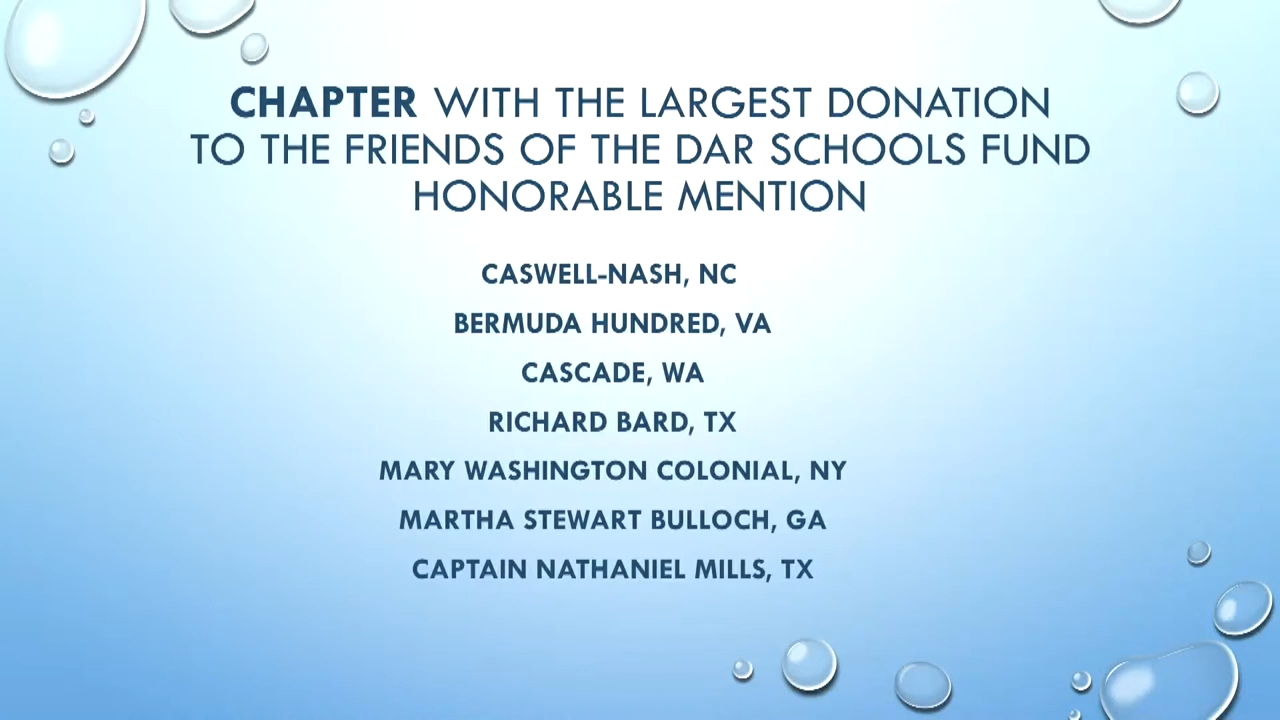 CHAPTER WITH THE LARGEST DONATION
TO THE FRIENDS OF THE DAR SCHOOLS FUND
HONORABLE MENTION
CASWELL-NASH, NC
BERMUDA HUNDRED, VA
CASCADE, WA
RICHARD BARD, TX
MARY WASHINGTON COLONIAL, NY
MARTHA STEWART BULLOCH, GA
CAPTAIN NATHANIEL MILLS, TX